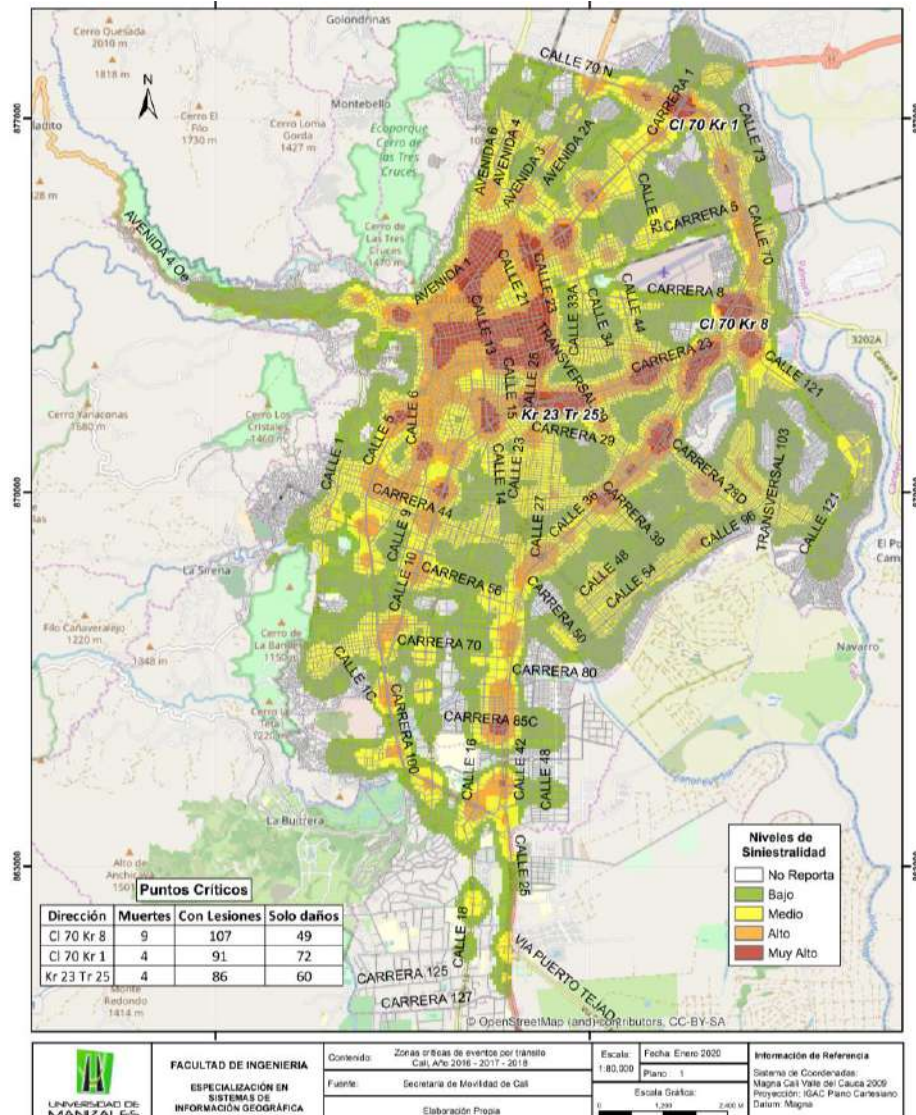 Golondrinas
Cerro Quesada
2010 m
1818 m
N
CALLE 70 N
Montebello
Cerro El
Filo
1730 m
Cerro Loma
Gorda
1427 m
Ecoparque
Cerro de
las Tres
Cruces
CARRERA 1
Cl 70 Kr 1
CALLE 73
877000
AVENIDA 6
AVENIDA 4
AVENIDA 3
AVENIDA 2A
CALLE 52
CARRERA 5
CALLE 70
Cerro de
Las Tres
Cruces
1470 m
AVENIDA 4 Oe
AVENIDA 1
CALLE 21
CALLE 23
CALLE 13
CALLE 33A
CALLE 34
CALLE 44
CARRERA 8
Cl 70 Kr 8
3202A
TRANSVERSAL 29
CARRERA 23
CALLE 121
CALLE 28
CALLE 15
Kr 23 Tr 25
CARRERA 29
Cerro Yanaconas
1680 m
Cerro Los
Cristales
1460 m
CALLE 1
CALLE 5
CALLE 6
CALLE 23
CALLE 14
CALLE 27
CALLE 36
CARRERA 28D
CARRERA 39
TRANSVERSAL 103
CALLE 121
CALLE 96
870000
CARRERA 44
CALLE 9
CALLE 10
CARRERA 56
CALLE 48
CALLE 54
CARRERA 50
La Sirena
Filo Cañaveralejo
1220 m
1348 m
Cerro de
La Bandera
1150 m
CARRERA 70
CARRERA 80
Navarro
CALLE 1C
CARRERA 85C
CARRERA 100
CALLE 16
CALLE 42
CALLE 48
La Buitrera
CALLE 25
863000
CALLE 18
VIA PUERTO TEJAD
CARRERA 125
CARRERA 127
Monte
Redondo
1414 m
Puntos Críticos
Dirección Muertes Con Lesiones Solo daños
Cl 70 Kr 8 9 107 49
Cl 70 Kr 1 4 91 72
Kr 23 Tr 25 4 86 60
Niveles de
Siniestralidad
No Reporta
Bajo
Medio
Alto
Muy Alto
© OpenStreetMap (and) contributors, CC-BY-SA
UNIVERSIDAD DE
MANIZALES
FACULTAD DE INGENIERIA
ESPECIALIZACIÓN EN
SISTEMAS DE
INFORMACIÓN GEOGRÁFICA
Contenido: Zonas críticas de eventos por tránsito
Cali, Año 2016 - 2017 - 2018
Fuente: Secretaría de Movilidad de Cali
Elaboración Propia
Escala: 1:80,000
Fecha: Enero 2020
Plano: 1
Escala Gráfica:
Información de Referencia
Sistema de Coordenadas:
Magna Cali Valle del Cauca 2009
Proyección: IGAC Plano Cartesiano
Datum: Magna